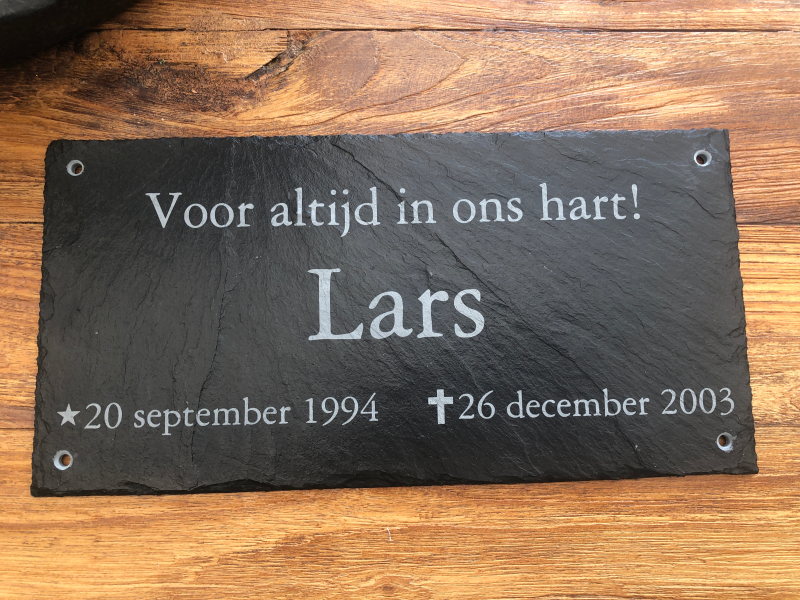 Voor altijd in ons hart!
Lars
★20 september 1994 ✝26 december 2003